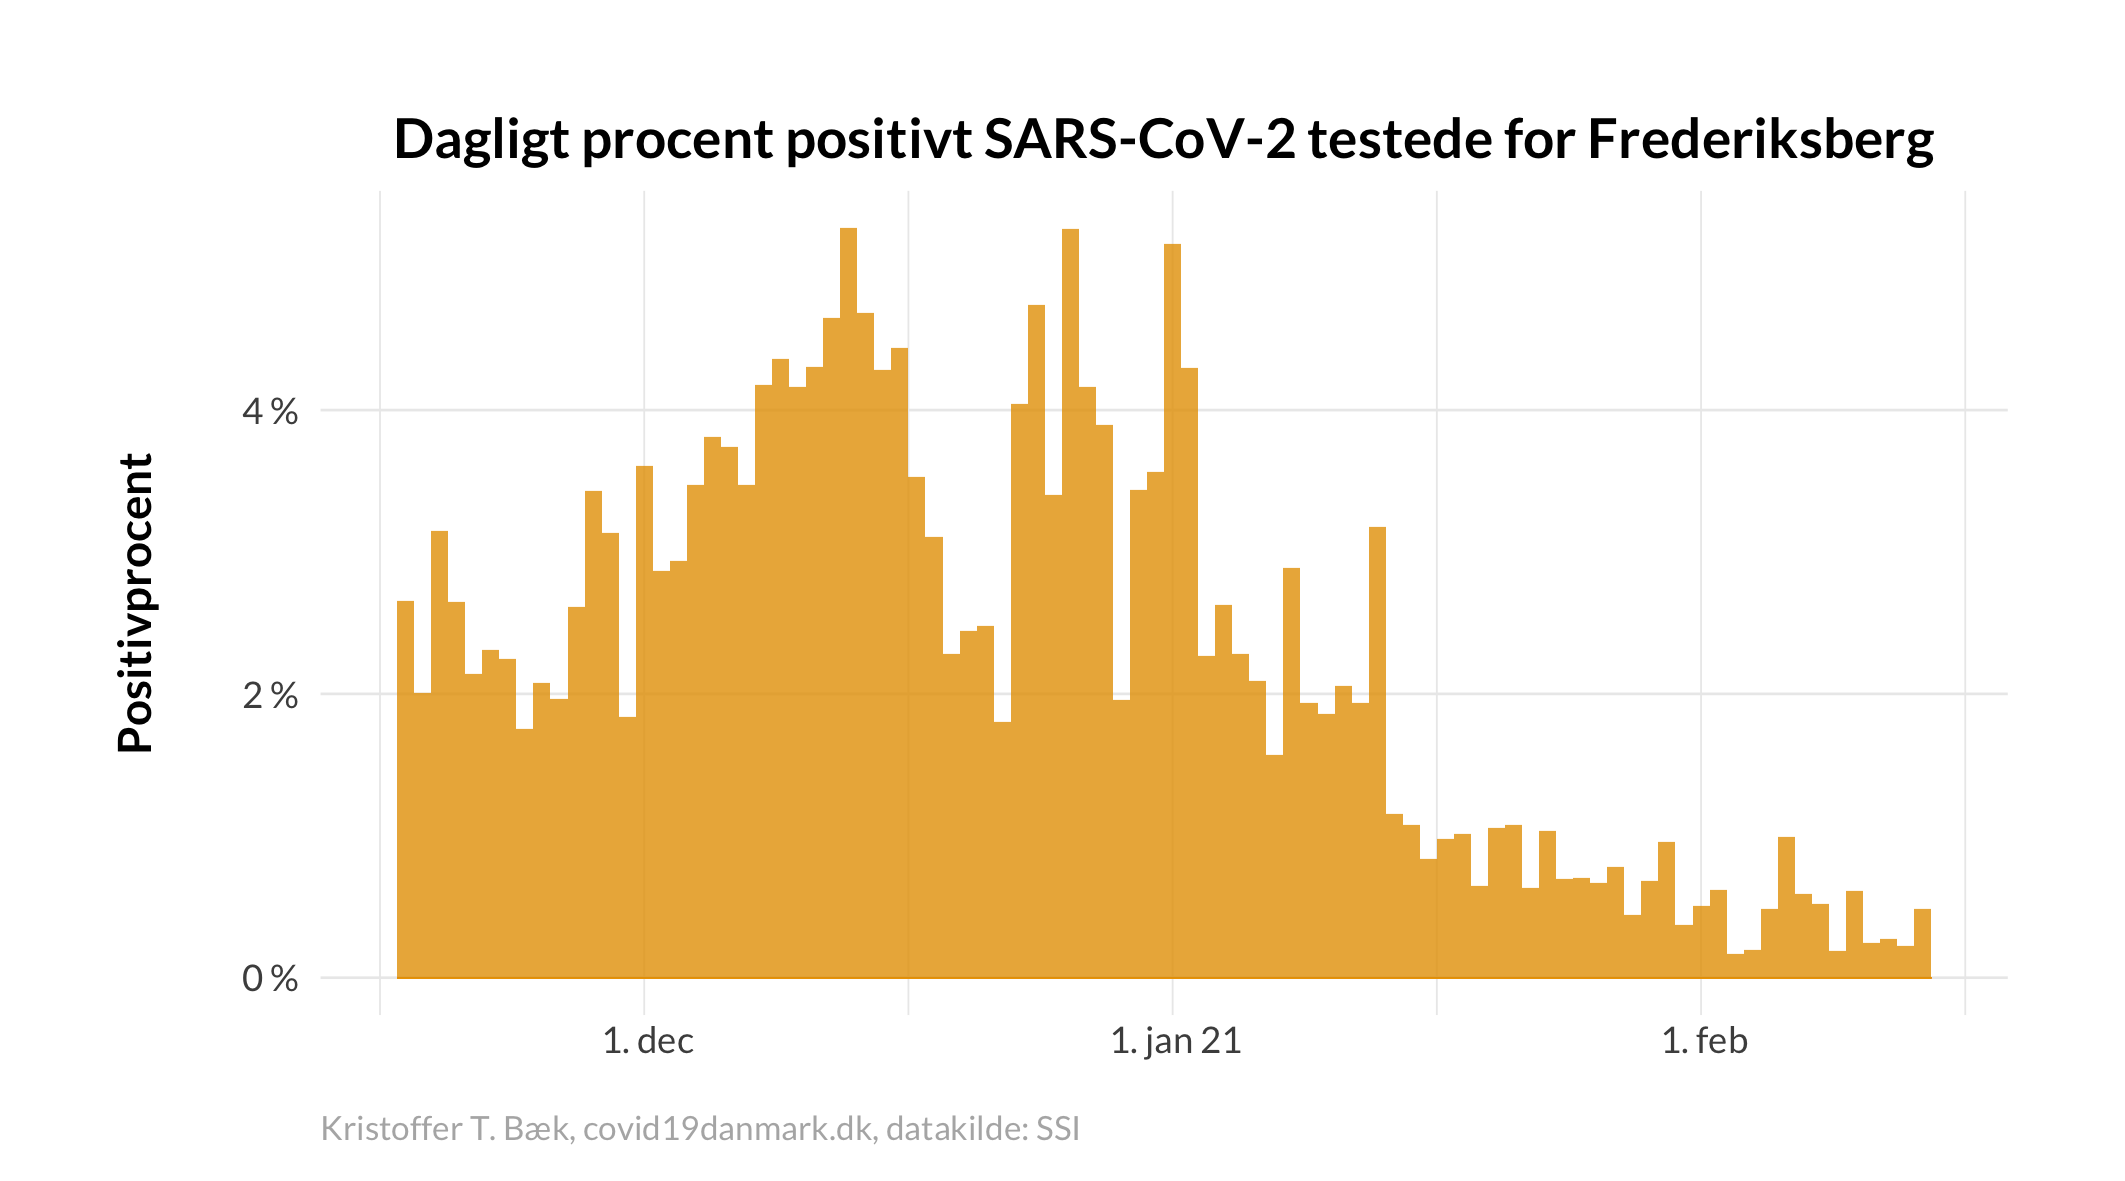 Dagligt procent positivt SARS-CoV-2 testede for Frederiksberg
Positivprocent
4 %
2 %
0 %
1. dec
1. jan 21
1. feb
Kristoffer T. Bæk, covid19danmark.dk, datakilde: SSI